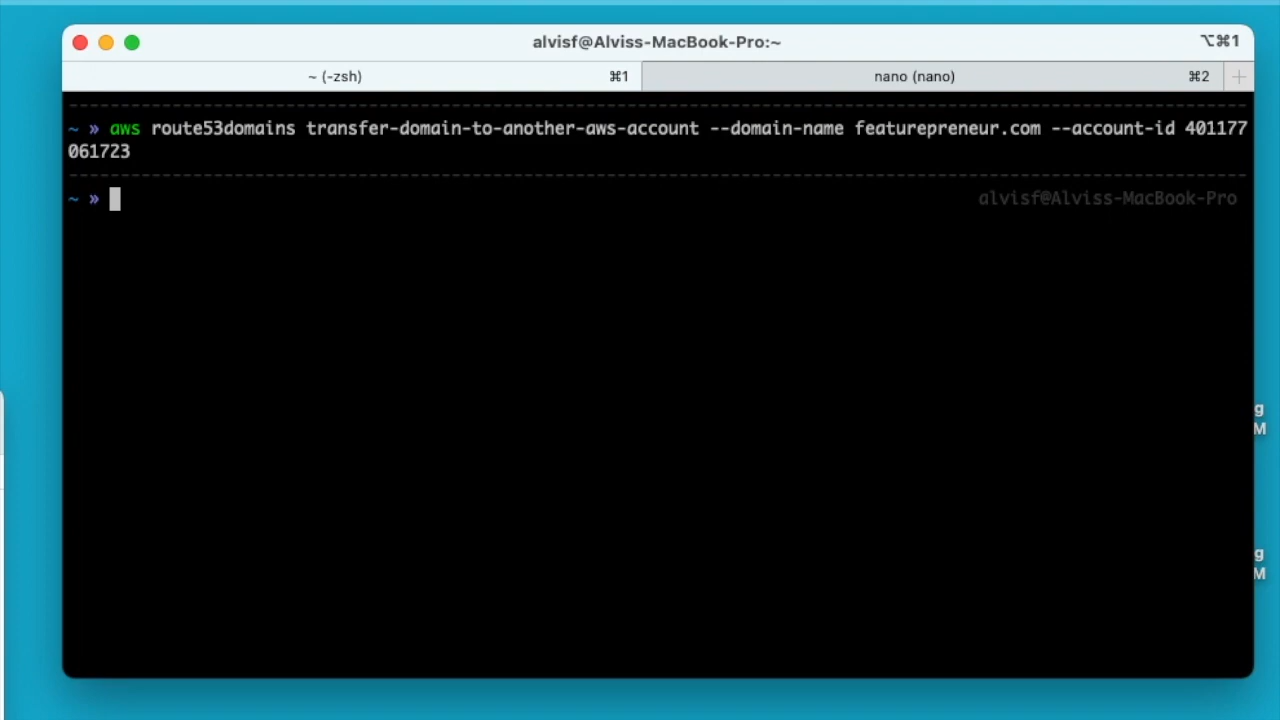 alvisf@Alviss-MacBook-Pro:~
⌥⌘1
~ (-zsh)
⌘1
nano (nano)
⌘2
~ » aws route53domains transfer-domain-to-another-aws-account --domain-name featurepreneur.com --account-id 401177
061723
~ »
alvisf@Alviss-MacBook-Pro
g
M
g
M